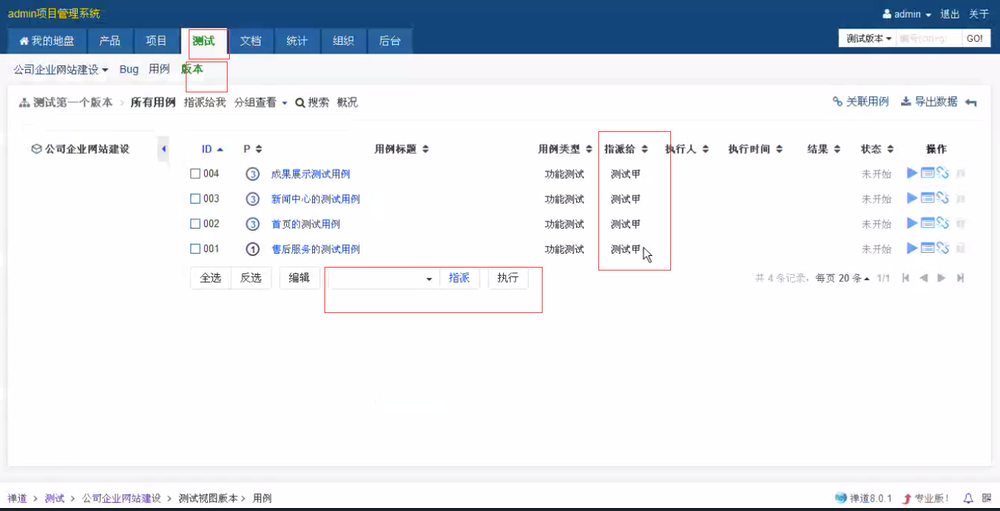 admin项目管理系统 admin 退出 关于
我的地盘 产品 项目 测试 文档 统计 组织 后台 测试版本 编号(ctrl+g) GO!
公司企业网站建设 Bug 用例 版本
测试第一个版本 > 所有用例 指派给我 分组查看 搜索 概况 关联用例 导出数据
公司企业网站建设 ID P 用例标题 用例类型 指派给 执行人 执行时间 结果 状态 操作
004 3 成果展示测试用例 功能测试 测试甲 未开始
003 3 新闻中心的测试用例 功能测试 测试甲 未开始
002 3 首页的测试用例 功能测试 测试甲 未开始
001 1 售后服务的测试用例 功能测试 测试甲 未开始
全选 反选 编辑 指派 执行 共 4 条记录，每页 20 条 1/1
禅道 > 测试 > 公司企业网站建设 > 测试视图版本 > 用例 禅道8.0.1 专业版！